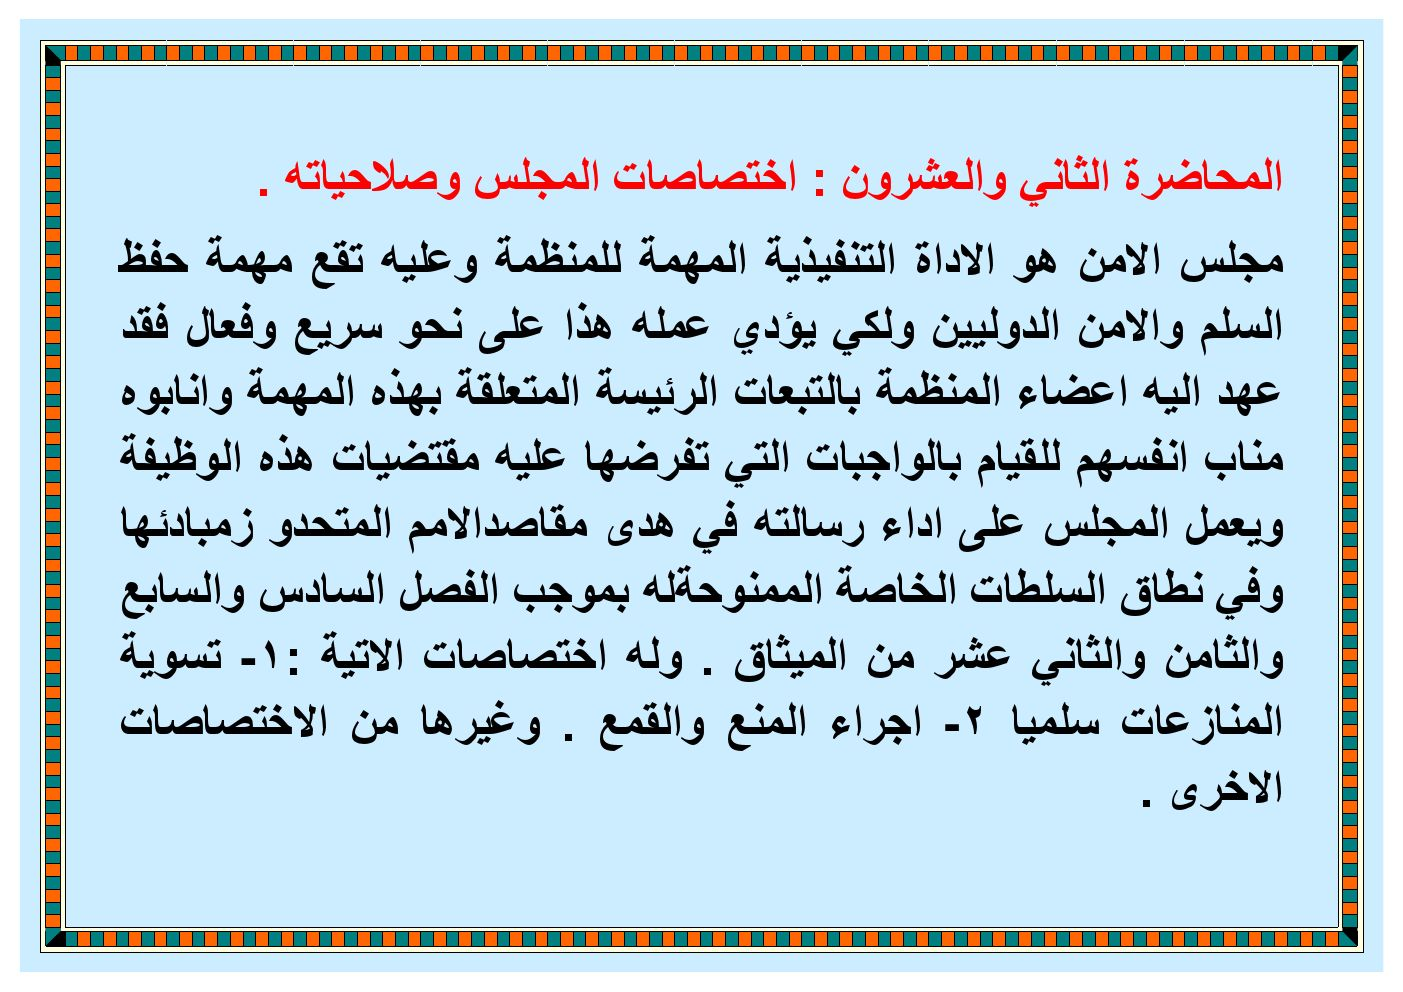 المحاضرة الثاني والعشرون : اختصاصات المجلس وصلاحياته .
مجلس الامن هو الاداة التنفيذية المهمة للمنظمة وعليه تقع مهمة حفظ
السلم والامن الدوليين ولكي يؤدي عمله هذا على نحو سريع وفعال فقد
عهد اليه اعضاء المنظمة بالتبعات الرئيسة المتعلقة بهذه المهمة وانابوه
مناب انفسهم للقيام بالواجبات التي تفرضها عليه مقتضيات هذه الوظيفة
ويعمل المجلس على اداء رسالته في هدى مقاصدالامم المتحدو زمبادئها
وفي نطاق السلطات الخاصة الممنوحةله بموجب الفصل السادس والسابع
والثامن والثاني عشر من الميثاق . وله اختصاصات الاتية :١- تسوية
المنازعات سلميا ٢- اجراء المنع والقمع . وغيرها من الاختصاصات
الاخرى .